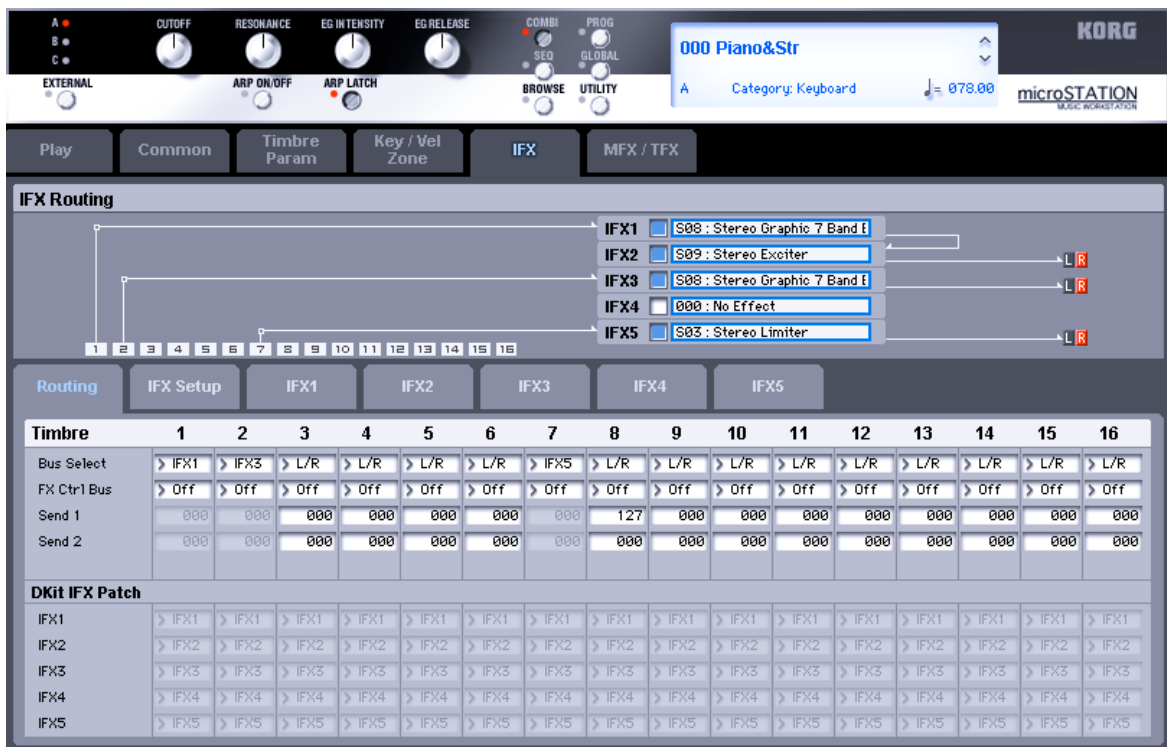 A CUTOFF RESONANCE EG INTENSITY EG RELEASE COMBI PROG KORG
B SEQ GLOBAL 000 Piano&Str
C
EXTERNAL ARP ON/OFF ARP LATCH BROWSE UTILITY A Category: Keyboard ♩= 078.00 microSTATION
MUSIC WORKSTATION
Play Common Timbre Param Key / Vel Zone IFX MFX / TFX
IFX Routing
IFX1 S08 : Stereo Graphic 7 Band E
IFX2 S09 : Stereo Exciter L R
IFX3 S08 : Stereo Graphic 7 Band E L R
IFX4 000 : No Effect
IFX5 S03 : Stereo Limiter L R
1 2 3 4 5 6 7 8 9 10 11 12 13 14 15 16
Routing IFX Setup IFX1 IFX2 IFX3 IFX4 IFX5
Timbre 1 2 3 4 5 6 7 8 9 10 11 12 13 14 15 16
Bus Select > IFX1 > IFX3 > L/R > L/R > L/R > L/R > IFX5 > L/R > L/R > L/R > L/R > L/R > L/R > L/R > L/R > L/R
FX Ctrl Bus > Off > Off > Off > Off > Off > Off > Off > Off > Off > Off > Off > Off > Off > Off > Off > Off
Send 1 000 000 000 000 000 000 000 127 000 000 000 000 000 000 000 000
Send 2 000 000 000 000 000 000 000 000 000 000 000 000 000 000 000 000
DKit IFX Patch
IFX1 > IFX1 > IFX1 > IFX1 > IFX1 > IFX1 > IFX1 > IFX1 > IFX1 > IFX1 > IFX1 > IFX1 > IFX1 > IFX1 > IFX1 > IFX1 > IFX1
IFX2 > IFX2 > IFX2 > IFX2 > IFX2 > IFX2 > IFX2 > IFX2 > IFX2 > IFX2 > IFX2 > IFX2 > IFX2 > IFX2 > IFX2 > IFX2 > IFX2
IFX3 > IFX3 > IFX3 > IFX3 > IFX3 > IFX3 > IFX3 > IFX3 > IFX3 > IFX3 > IFX3 > IFX3 > IFX3 > IFX3 > IFX3 > IFX3 > IFX3
IFX4 > IFX4 > IFX4 > IFX4 > IFX4 > IFX4 > IFX4 > IFX4 > IFX4 > IFX4 > IFX4 > IFX4 > IFX4 > IFX4 > IFX4 > IFX4 > IFX4
IFX5 > IFX5 > IFX5 > IFX5 > IFX5 > IFX5 > IFX5 > IFX5 > IFX5 > IFX5 > IFX5 > IFX5 > IFX5 > IFX5 > IFX5 > IFX5 > IFX5